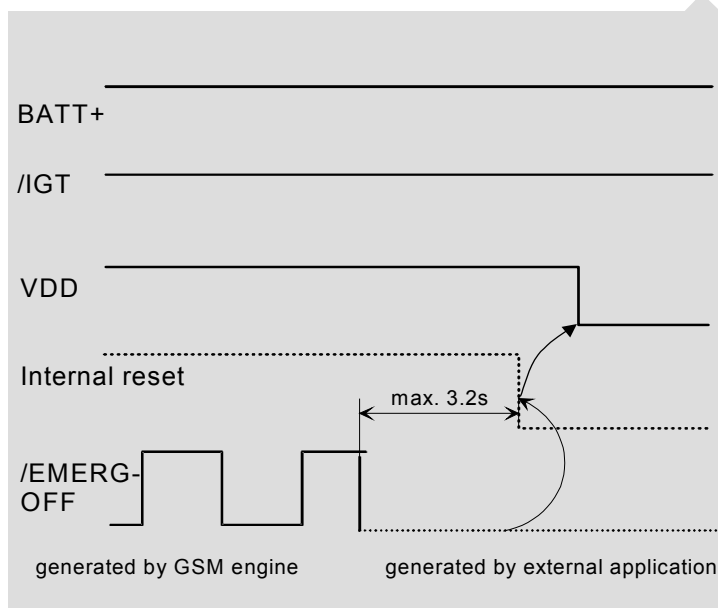 BATT+
/IGT
VDD
Internal reset
max. 3.2s
/EMERG-
OFF
generated by GSM engine
generated by external application